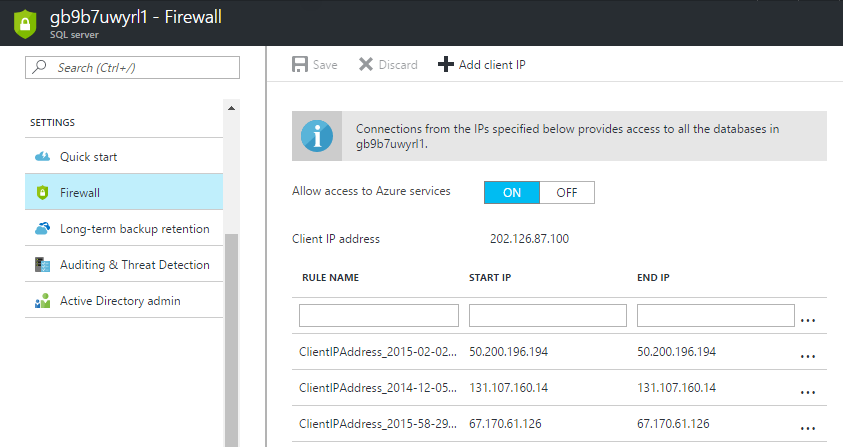 gb9b7uwyrl1 - Firewall
SQL server
Search (Ctrl+/)
Save Discard Add client IP
SETTINGS
Quick start
Firewall
Long-term backup retention
Auditing & Threat Detection
Active Directory admin
Connections from the IPs specified below provides access to all the databases in
gb9b7uwyrl1.
Allow access to Azure services ON OFF
Client IP address 202.126.87.100
RULE NAME START IP END IP
...
ClientIPAddress_2015-02-02... 50.200.196.194 50.200.196.194 ...
ClientIPAddress_2014-12-05... 131.107.160.14 131.107.160.14 ...
ClientIPAddress_2015-58-29... 67.170.61.126 67.170.61.126 ...